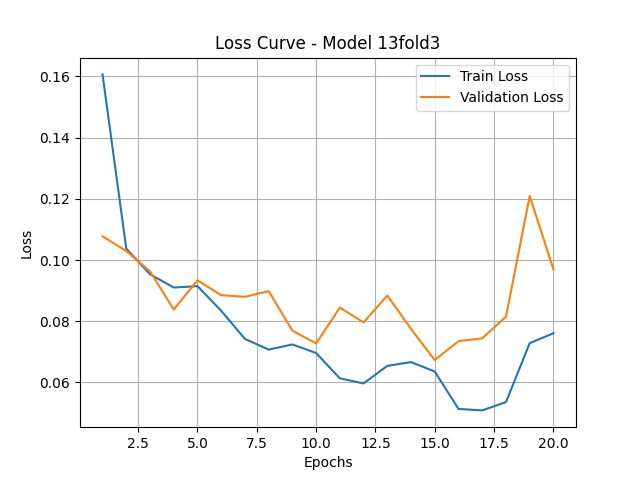 Loss Curve - Model 13fold3
Train Loss
Validation Loss
Loss
0.16
0.14
0.12
0.10
0.08
0.06
2.5 5.0 7.5 10.0 12.5 15.0 17.5 20.0
Epochs